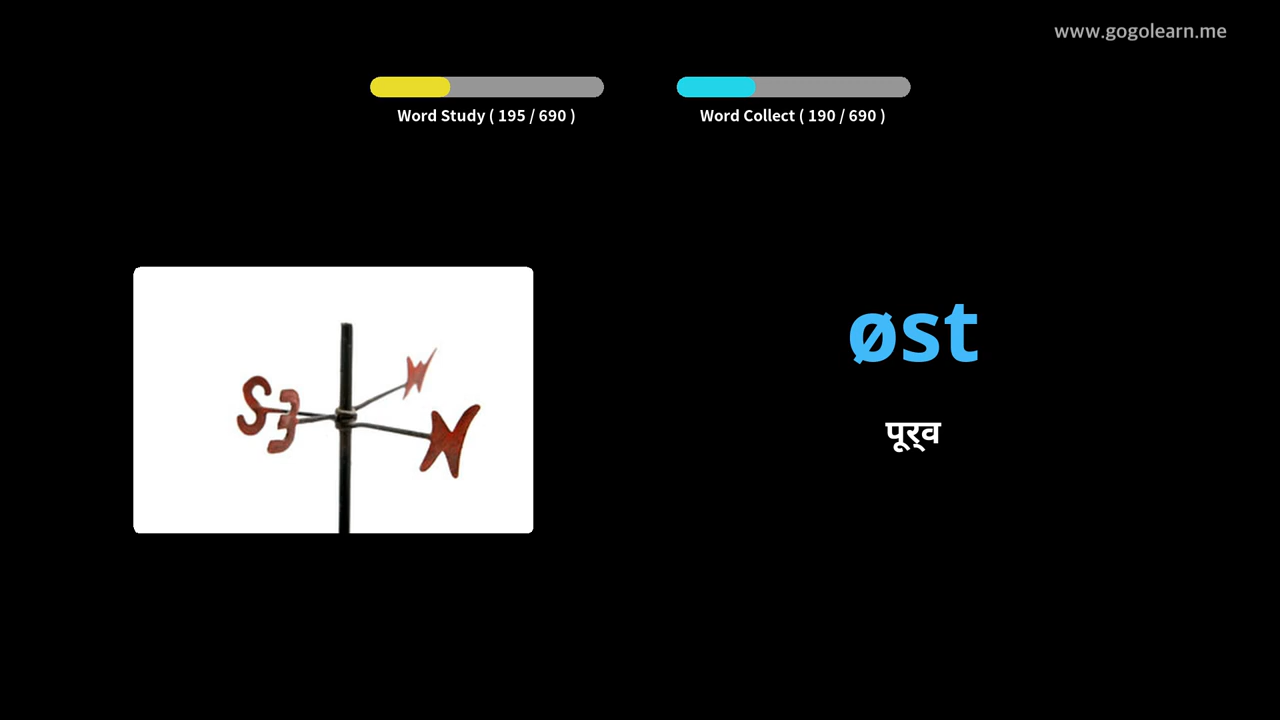 www.gogolearn.me
Word Study ( 195 / 690 )
Word Collect ( 190 / 690 )
øst
पूर्व
S
E
N